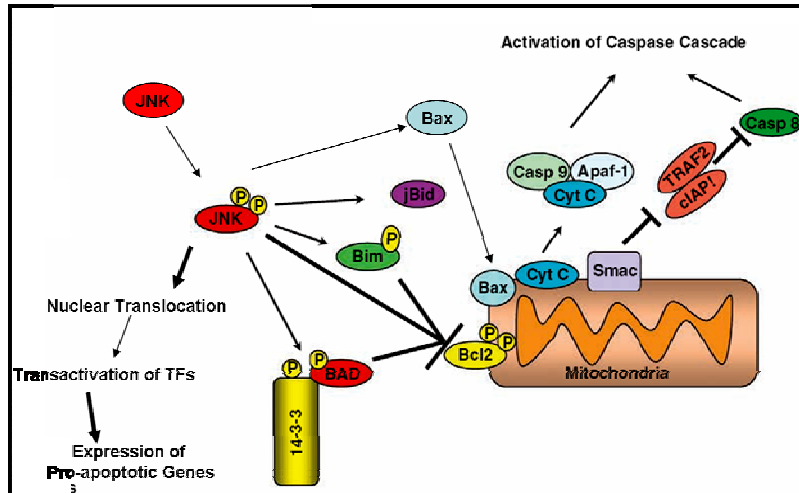 Activation of Caspase Cascade
JNK
Bax
Casp 8
TRAF2
cIAP!
Casp 9
Apaf-1
Cyt C
P
P
JNK
jBid
P
Bim
Bax
Cyt C
Smac
Nuclear Translocation
P
P
Bcl2
Mitochondria
P
P
BAD
14-3-3
Transactivation of TFs
Expression of
Pro-apoptotic Genes
s